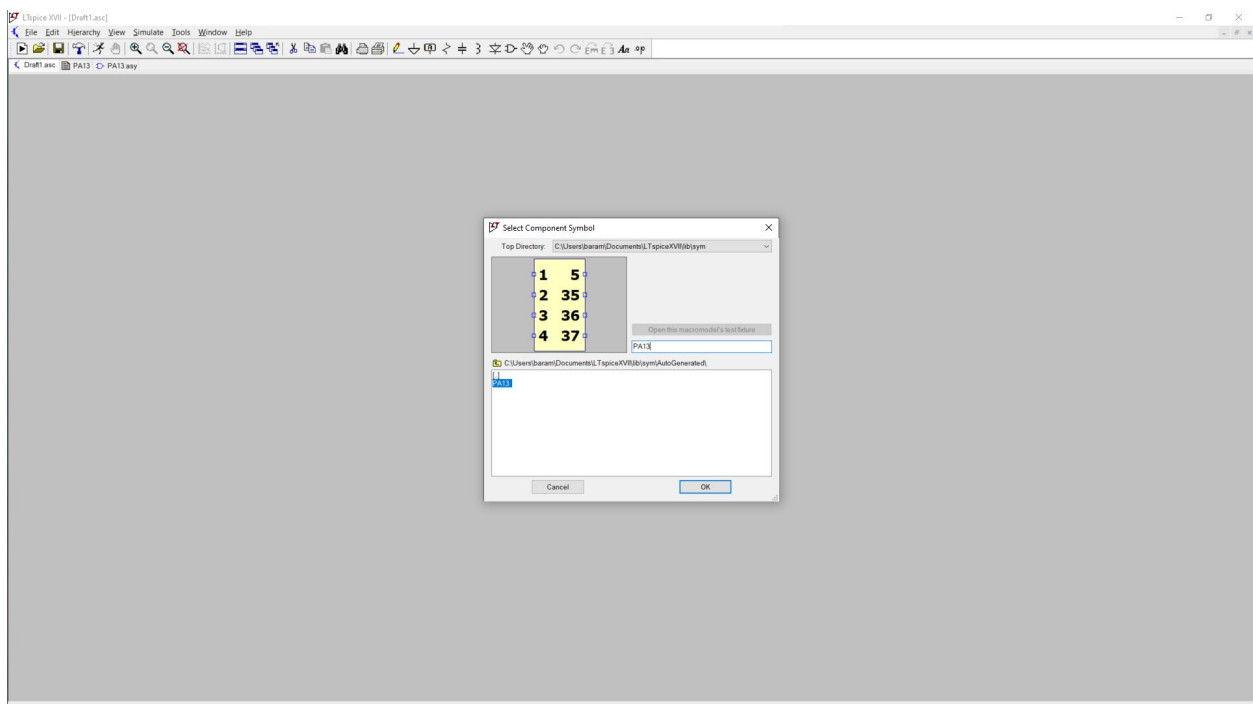 LTspice XVII - [Draft1.asc]
File Edit Hierarchy View Simulate Tools Window Help
Aa .op
Draft1.asc PA13 PA13.asy
Select Component Symbol
Top Directory: C:\Users\baram\Documents\LTspiceXVII\lib\sym
1 5
2 35
3 36
4 37
Open this macromodel's test fixture
PA13
C:\Users\baram\Documents\LTspiceXVII\lib\sym\AutoGenerated\
[..]
PA13
Cancel OK